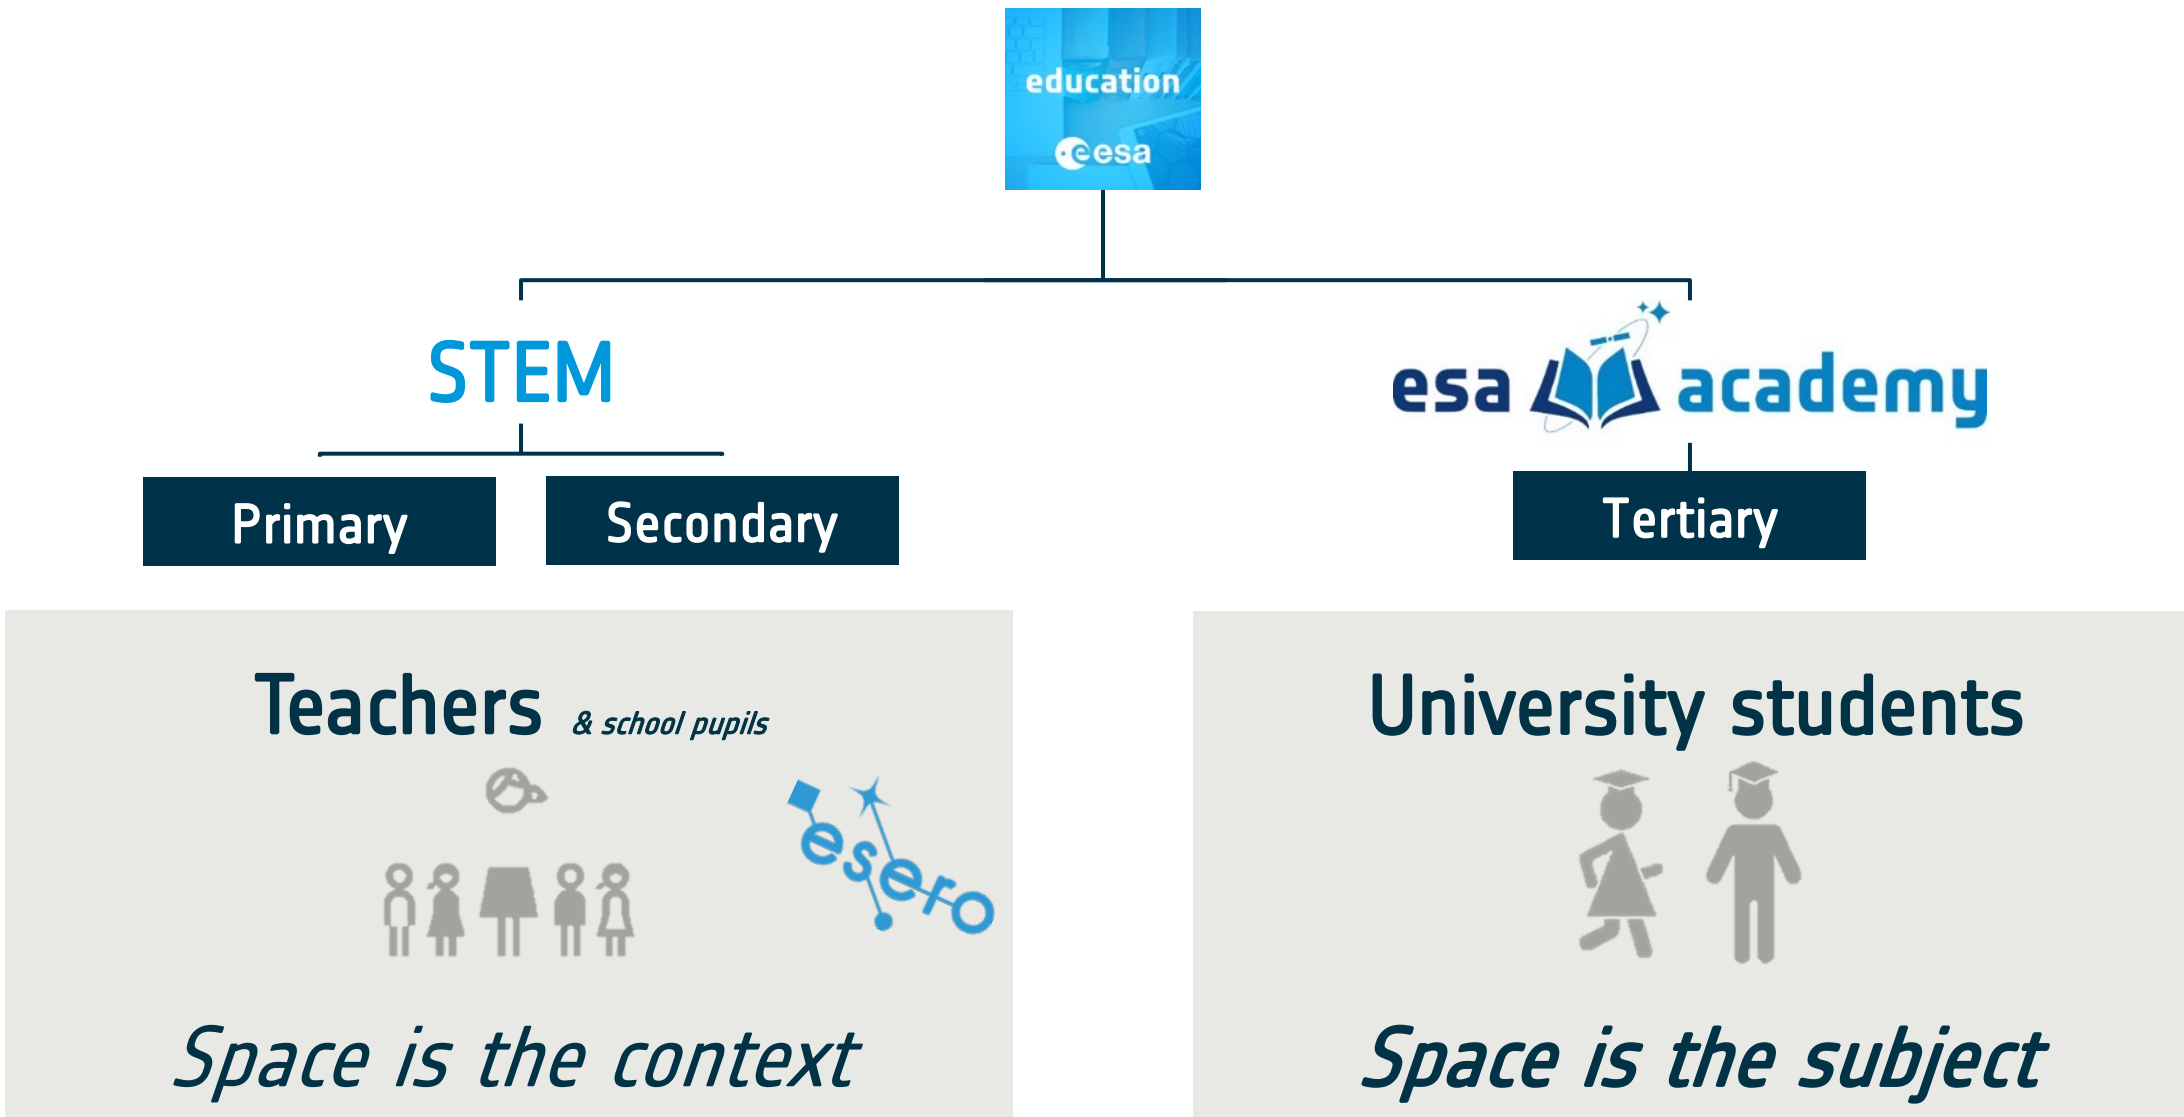 education
esa
STEM
esa academy
Primary
Secondary
Tertiary
Teachers & school pupils
esero
Space is the context
University students
Space is the subject